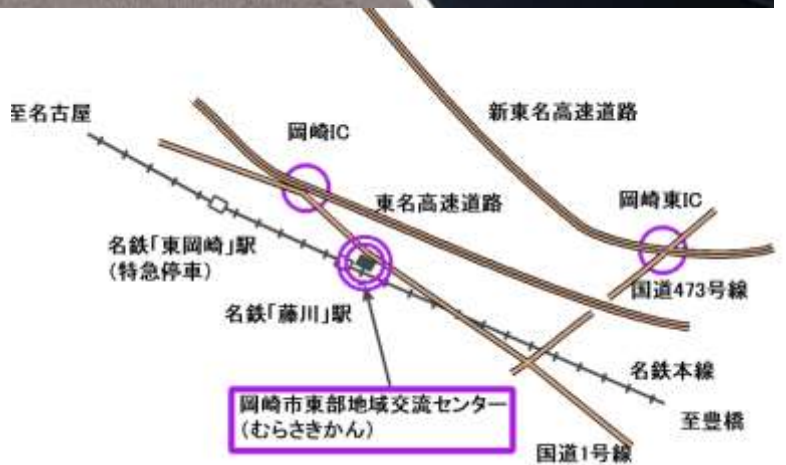 至名古屋
岡崎IC
新東名高速道路
東名高速道路
岡崎東IC
名鉄「東岡崎」駅
(特急停車)
国道473号線
名鉄「藤川」駅
名鉄本線
岡崎市東部地域交流センター
(むらさきかん)
至豊橋
国道1号線